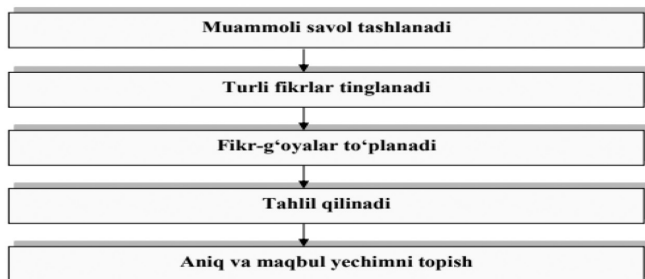 Muammoli savol tashlanadi
Turli fikrlar tinglanadi
Fikr-g‘oyalar to‘planadi
Tahlil qilinadi
Aniq va maqbul yechimni topish